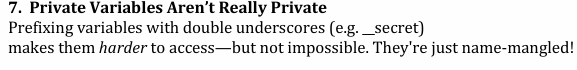 7. Private Variables Aren’t Really Private
Prefixing variables with double underscores (e.g. __secret)
makes them harder to access—but not impossible. They're just name-mangled!